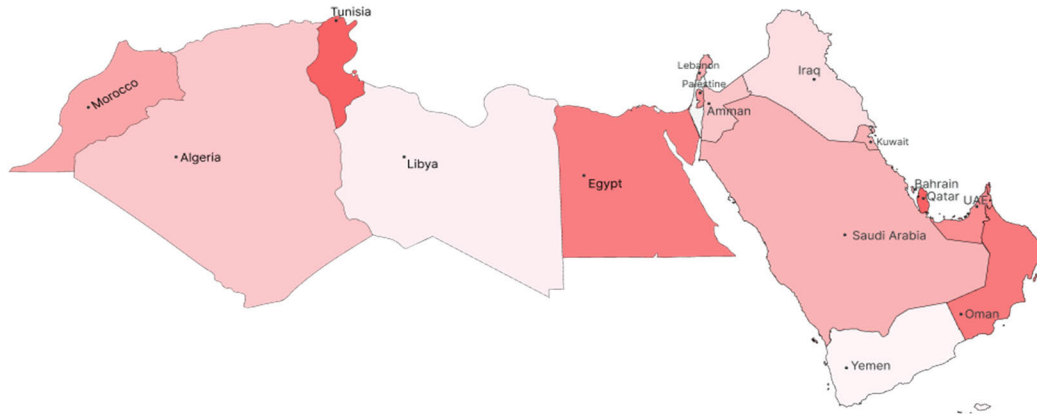 Tunisia
Morocco
Algeria
Libya
Egypt
Lebanon
Palestine
Amman
Iraq
Kuwait
Bahrain
Qatar
UAE
Saudi Arabia
Oman
Yemen